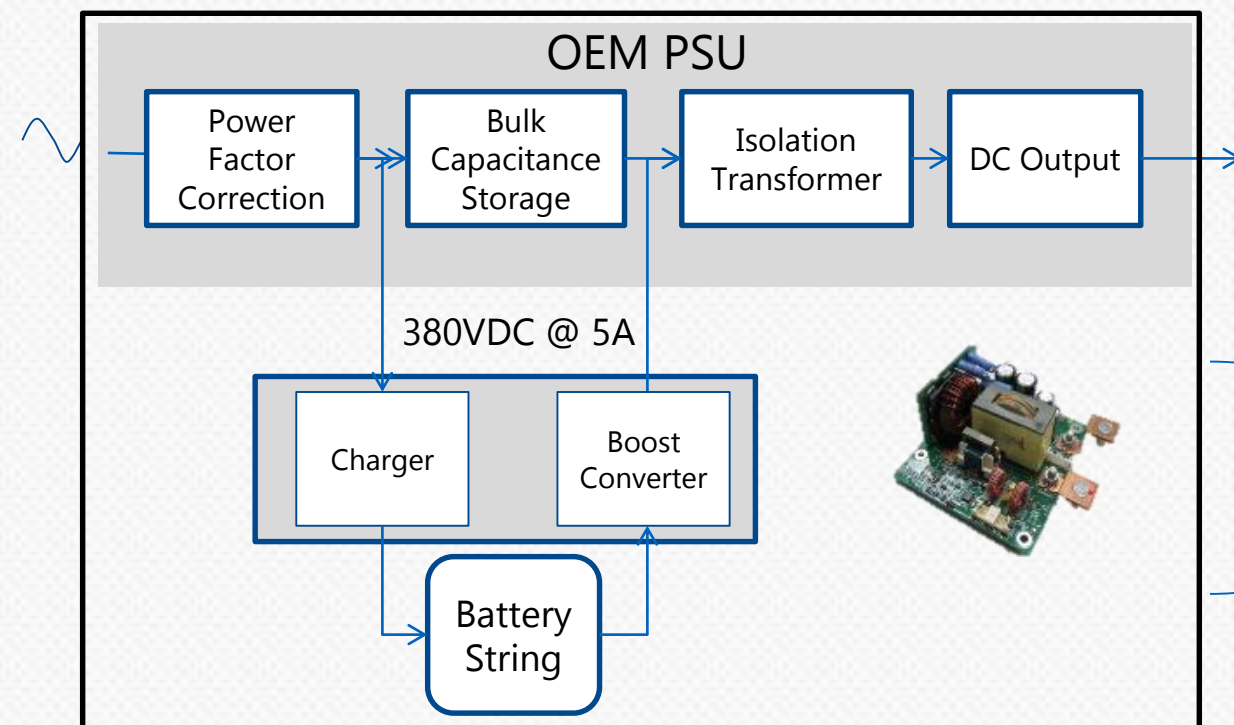 OEM PSU
Power
Factor
Correction
Bulk
Capacitance
Storage
Isolation
Transformer
DC Output
380VDC @ 5A
Charger
Boost
Converter
Battery
String